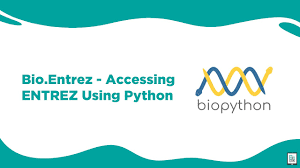 Bio.Entrez - Accessing
ENTREZ Using Python
biopython